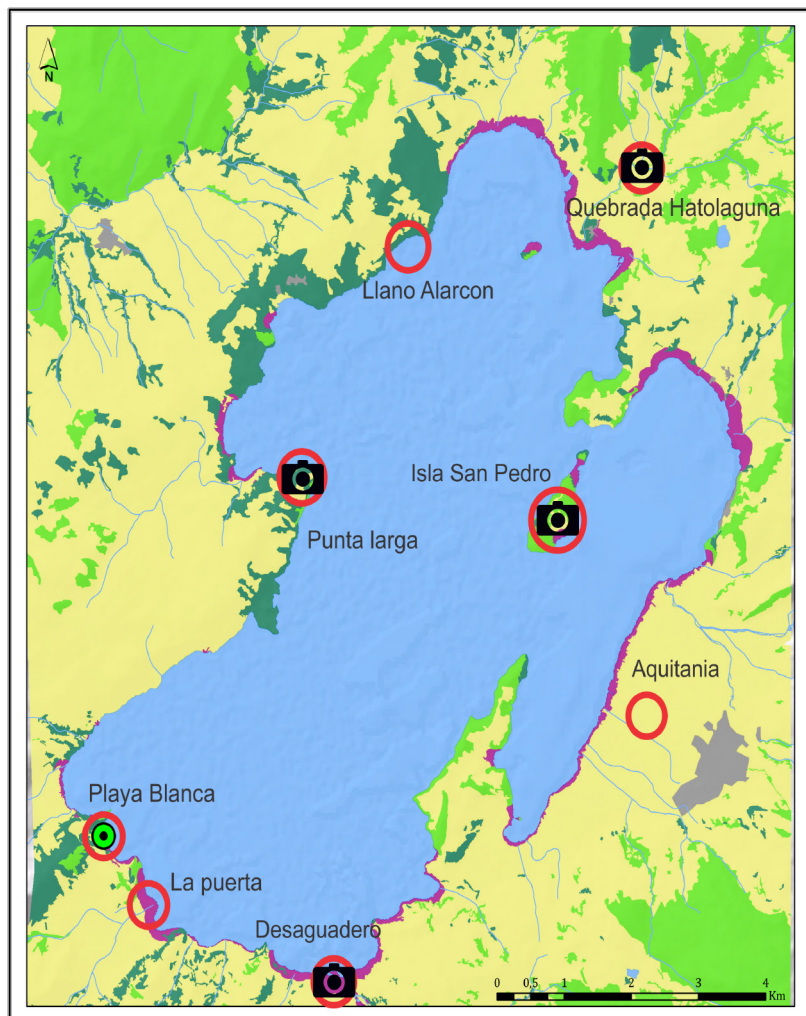 N
Quebrada Hatolaguna
Llano Alarcon
Isla San Pedro
Punta larga
Aquitania
Playa Blanca
La puerta
Desaguadero
0 0.5 1 2 3 4
Km